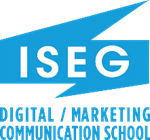 ISEG
DIGITAL / MARKETING
COMMUNICATION SCHOOL